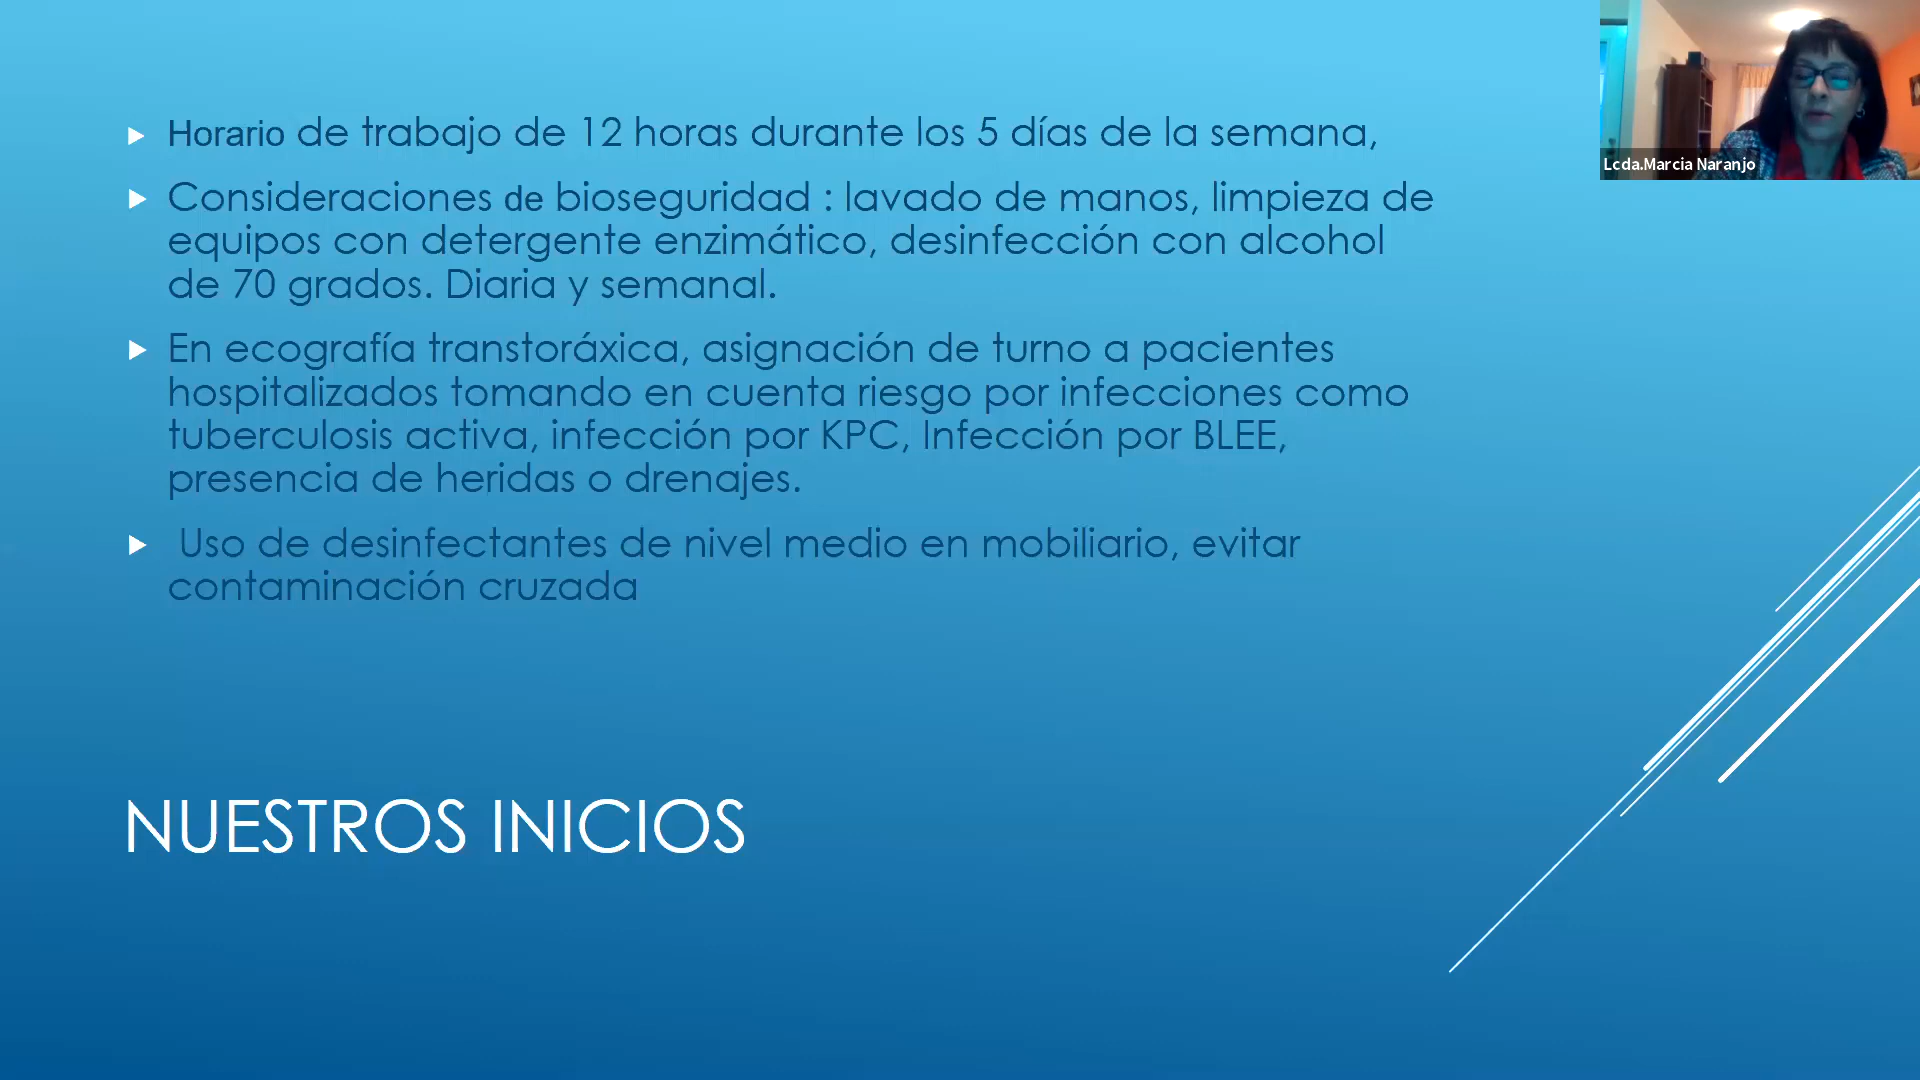 Horario de trabajo de 12 horas durante los 5 días de la semana,
Consideraciones de bioseguridad : lavado de manos, limpieza de
equipos con detergente enzimático, desinfección con alcohol
de 70 grados. Diaria y semanal.
En ecografía transtoráxica, asignación de turno a pacientes
hospitalizados tomando en cuenta riesgo por infecciones como
tuberculosis activa, infección por KPC, Infección por BLEE,
presencia de heridas o drenajes.
Uso de desinfectantes de nivel medio en mobiliario, evitar
contaminación cruzada
NUESTROS INICIOS
Lcda.Marcia Naranjo